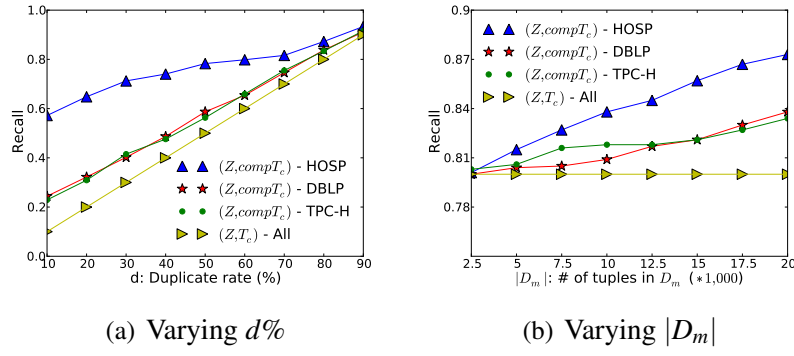 1.0
0.8
0.6
0.4
0.2
0.0
Recall
(Z,compT_c) - HOSP
(Z,compT_c) - DBLP
(Z,compT_c) - TPC-H
(Z,T_c) - All
10 20 30 40 50 60 70 80 90
d: Duplicate rate (%)
(a) Varying d%
0.9
0.87
0.84
0.81
0.78
Recall
(Z,compT_c) - HOSP
(Z,compT_c) - DBLP
(Z,compT_c) - TPC-H
(Z,T_c) - All
2.5 5 7.5 10 12.5 15 17.5 20
|D_m|: # of tuples in D_m (*1,000)
(b) Varying |D_m|